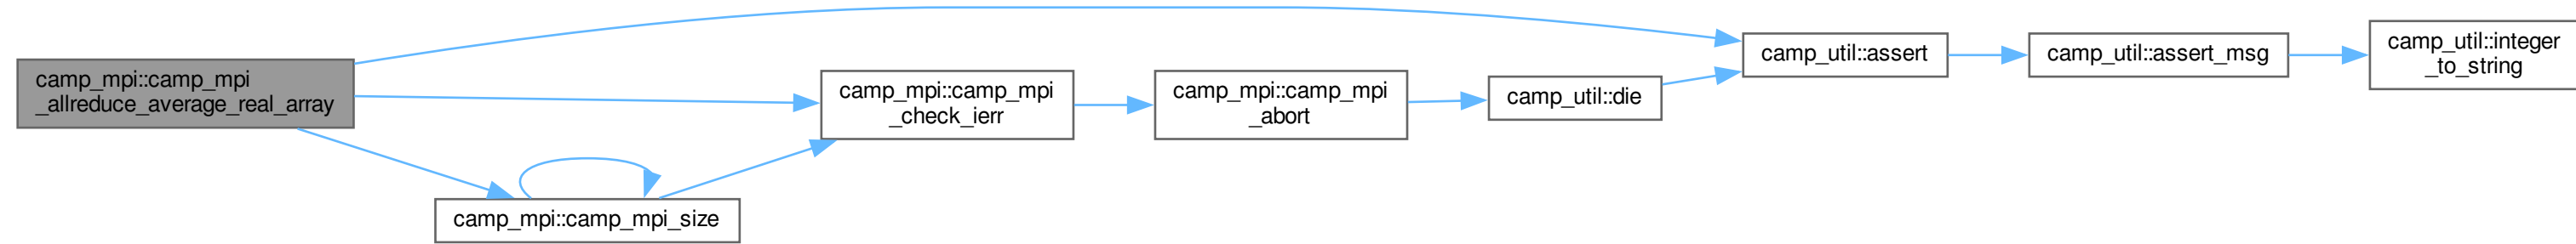 camp_mpi::camp_mpi
_allreduce_average_real_array
camp_mpi::camp_mpi
_check_ierr
camp_mpi::camp_mpi
_abort
camp_util::die
camp_util::assert
camp_util::assert_msg
camp_util::integer
_to_string
camp_mpi::camp_mpi_size